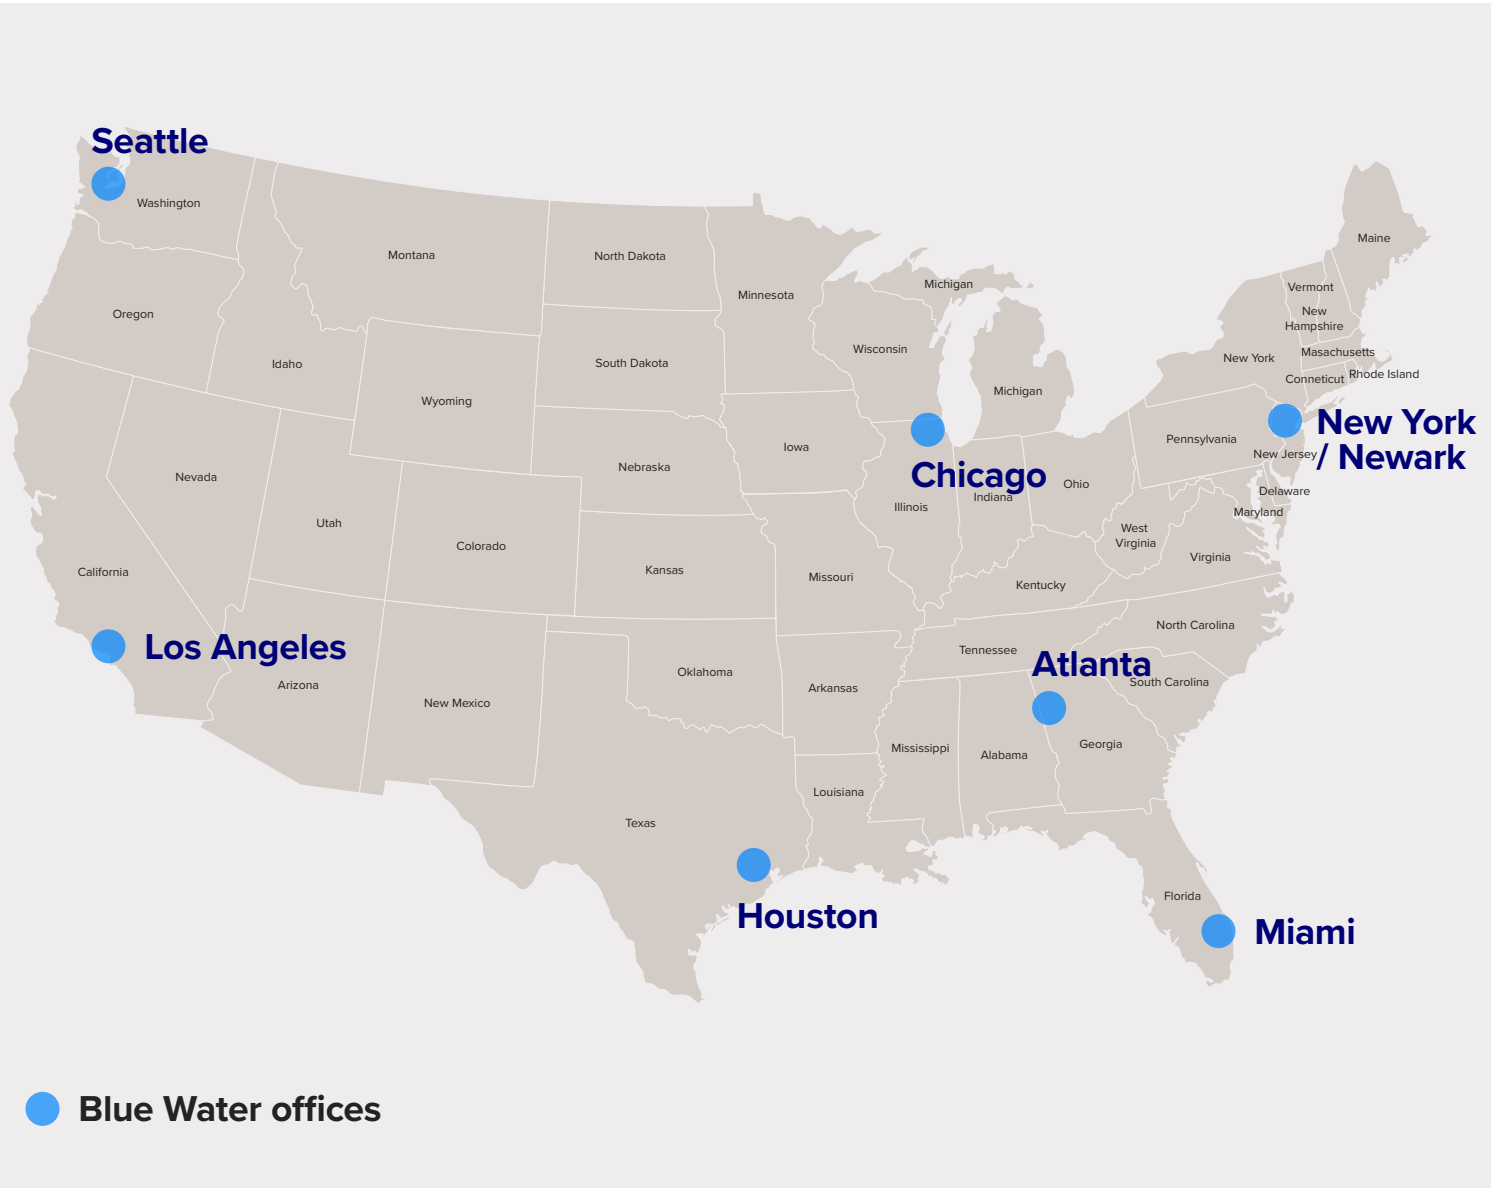 Seattle
Washington
Maine
Montana
North Dakota
Michigan
Vermont
Minnesota
New
Hampshire
Oregon
Wisconsin
Masachusetts
New York
South Dakota
Idaho
Rhode Island
Conneticut
Michigan
Wyoming
New York
/ Newark
Pennsylvania
Iowa
New Jersey
Nebraska
Chicago
Nevada
Ohio
Delaware
Indiana
Illinois
Maryland
Utah
West
Virginia
Colorado
Virginia
Kansas
California
Missouri
Kentucky
North Carolina
Los Angeles
Tennessee
Atlanta
Oklahoma
South Carolina
Arizona
Arkansas
New Mexico
Georgia
Mississippi
Alabama
Louisiana
Texas
Florida
Houston
Miami
Blue Water offices